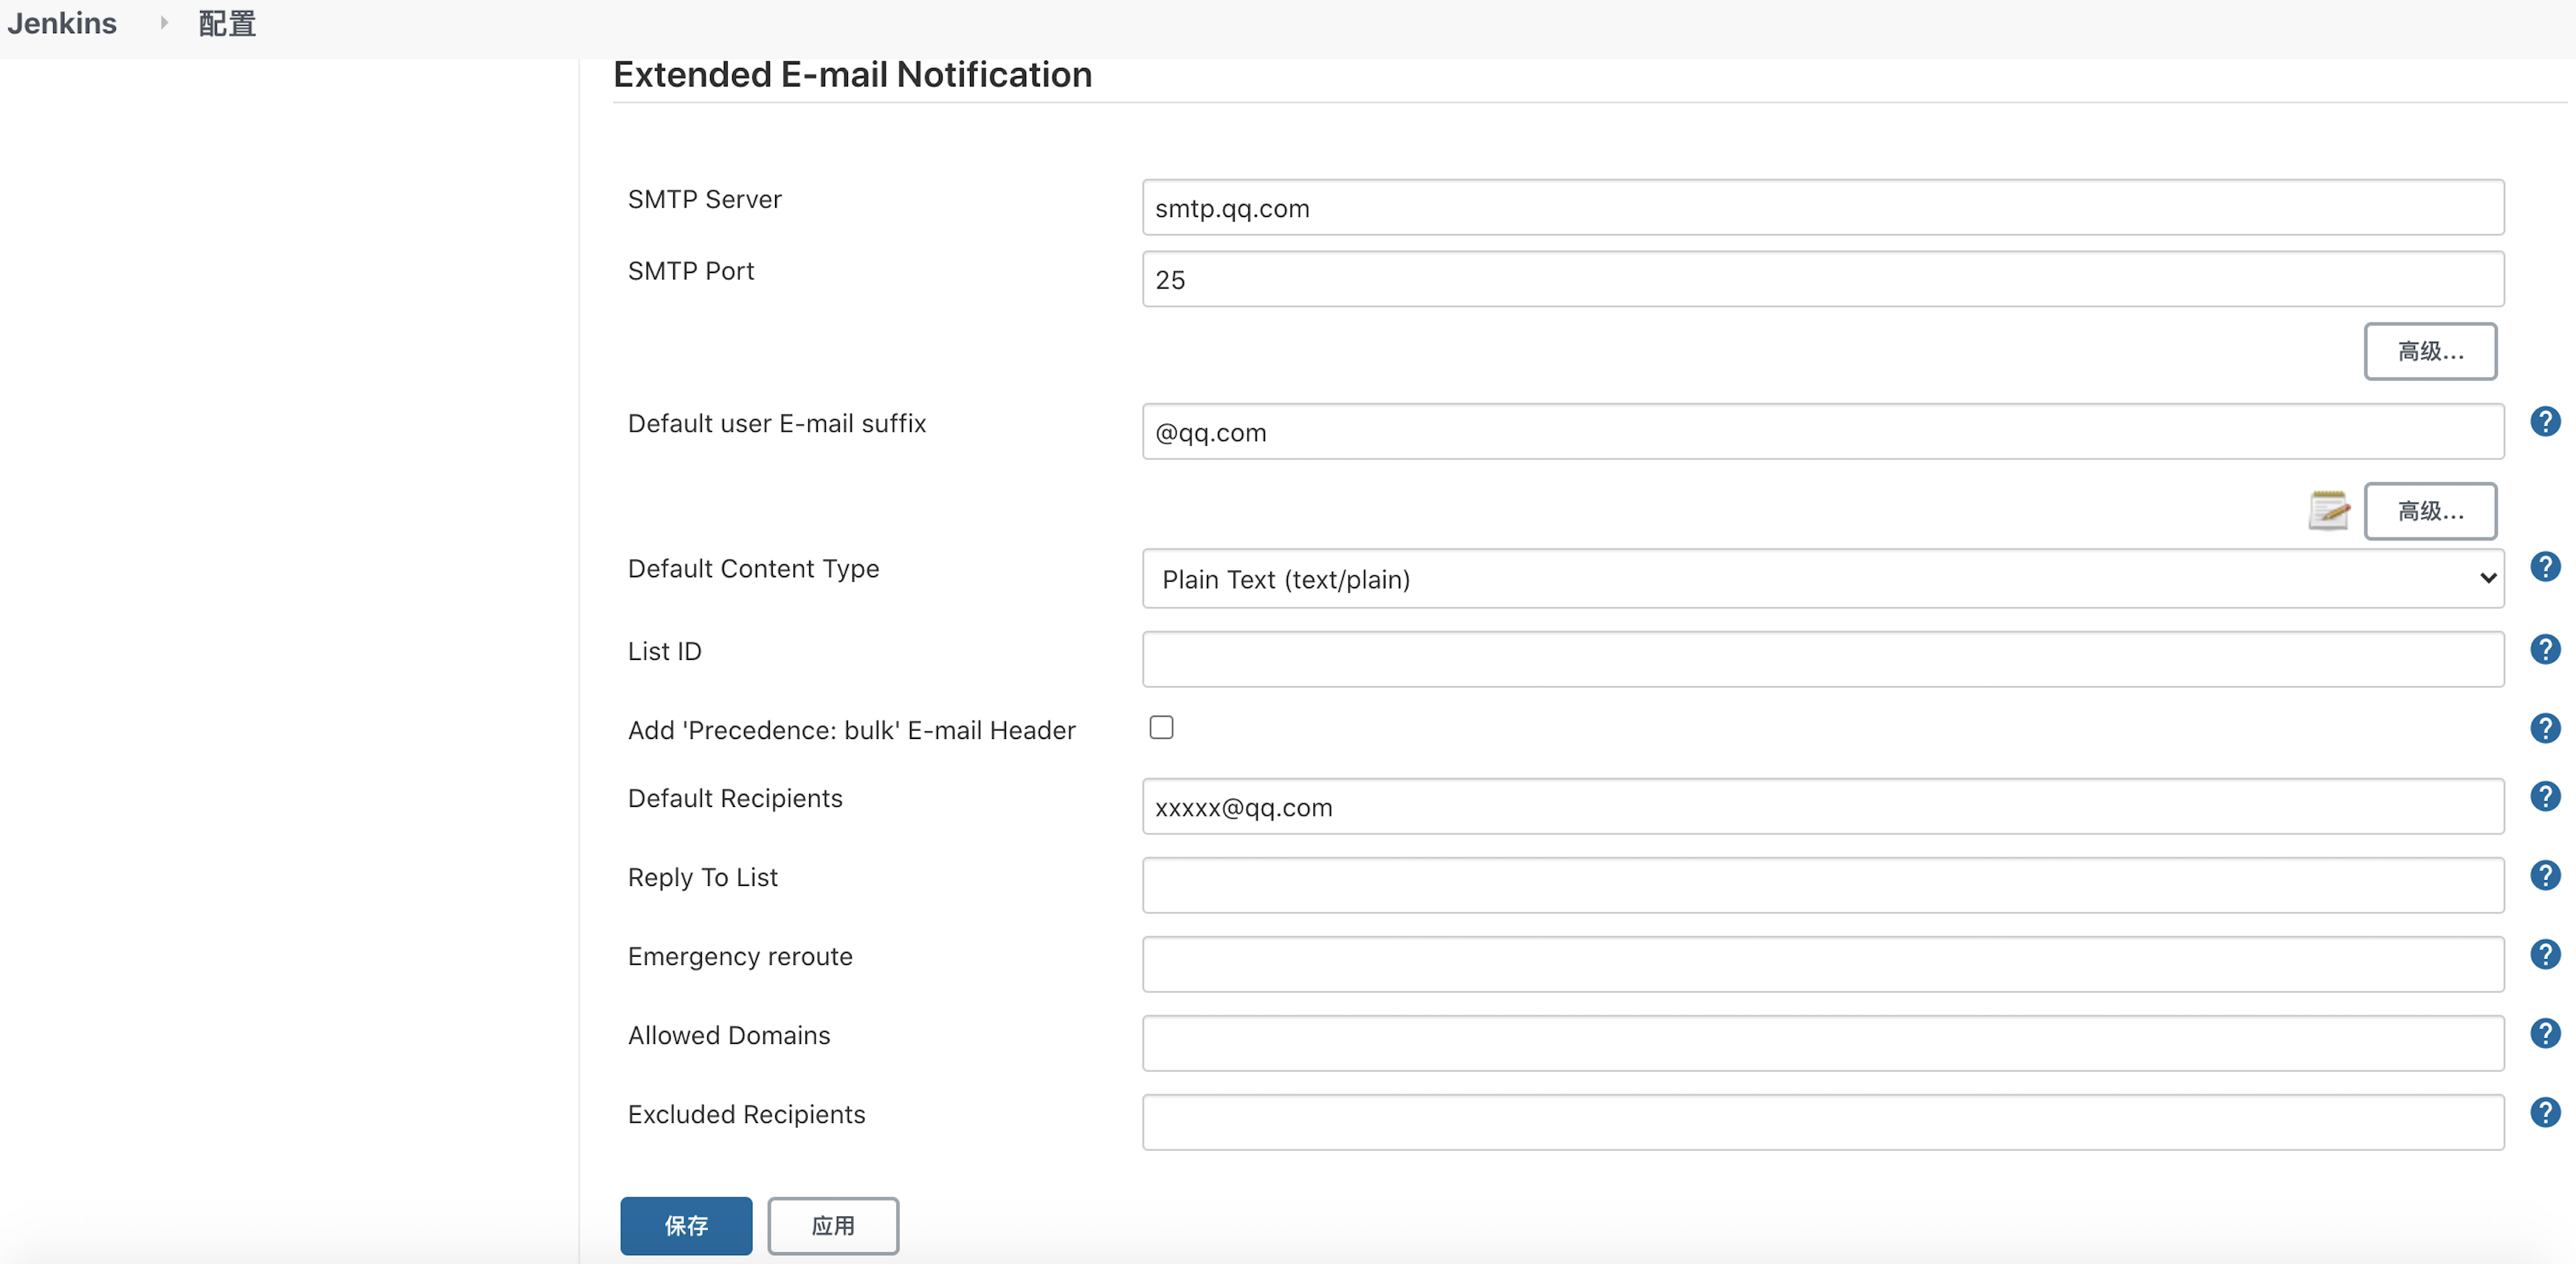 Jenkins 配置
Extended E-mail Notification
SMTP Server
smtp.qq.com
SMTP Port
25
高级...
Default user E-mail suffix
@qq.com
高级...
Default Content Type
Plain Text (text/plain)
List ID
Add 'Precedence: bulk' E-mail Header
Default Recipients
xxxxx@qq.com
Reply To List
Emergency reroute
Allowed Domains
Excluded Recipients
保存 应用